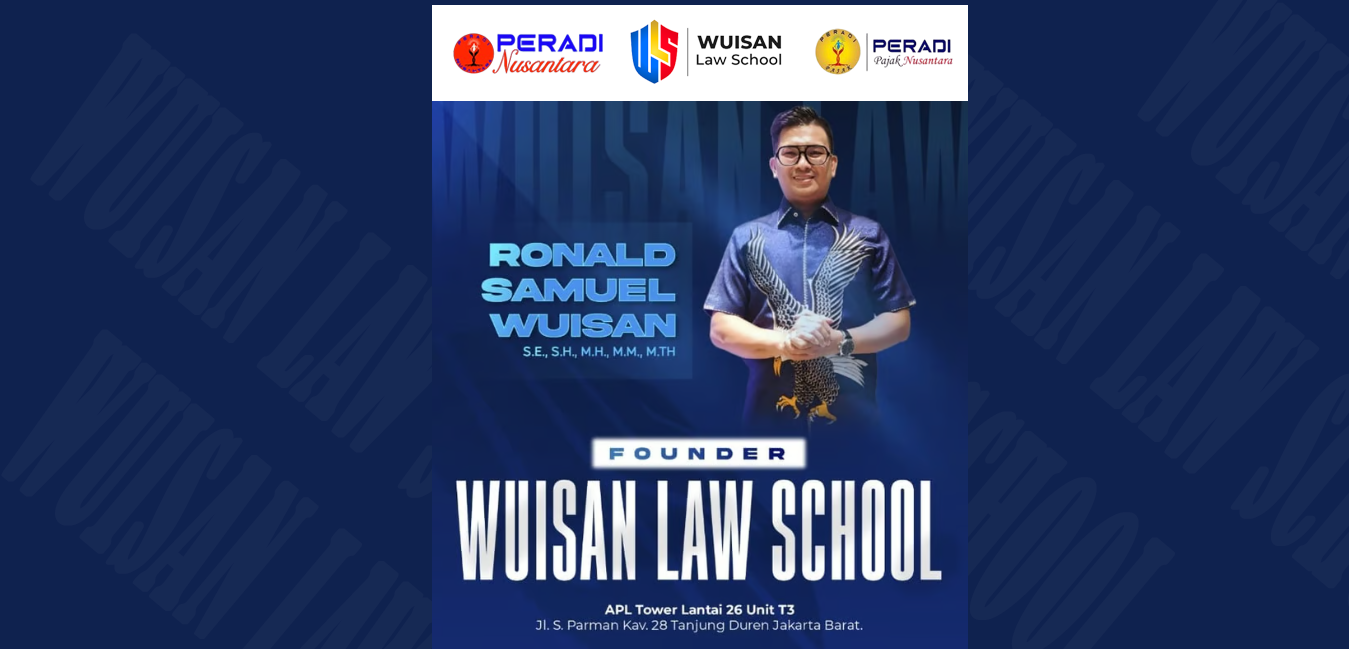 PERADI
Nusantara
WUISAN
Law School
PERADI
Pajak Nusantara
WUISAN LAW
RONALD
SAMUEL
WUISAN
S.E., S.H., M.H., M.M., M.TH
FOUNDER
WUISAN LAW SCHOOL
APL Tower Lantai 26 Unit T3
Jl. S. Parman Kav. 28 Tanjung Duren Jakarta Barat.